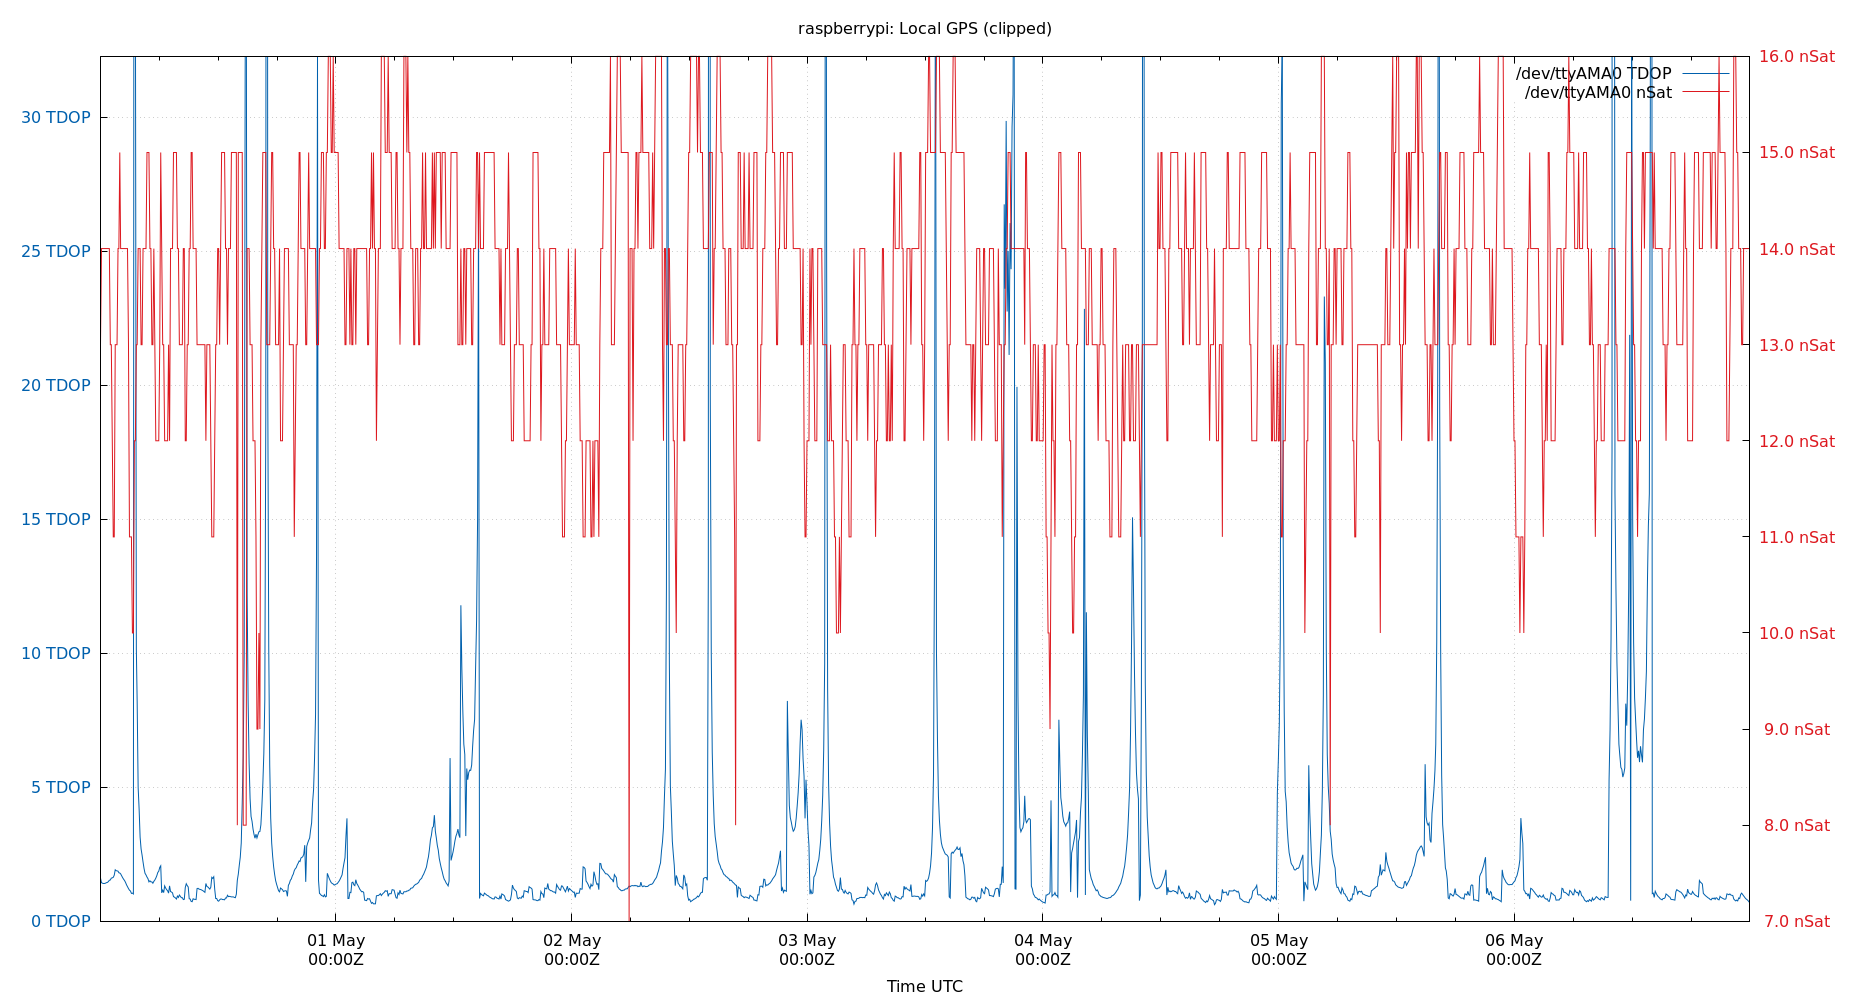 raspberrypi: Local GPS (clipped)
16.0 nSat
/dev/ttyAMA0 TDOP
/dev/ttyAMA0 nSat
30 TDOP
15.0 nSat
25 TDOP
14.0 nSat
13.0 nSat
20 TDOP
12.0 nSat
15 TDOP
11.0 nSat
10.0 nSat
10 TDOP
9.0 nSat
5 TDOP
8.0 nSat
0 TDOP
7.0 nSat
01 May 02 May 03 May 04 May 05 May 06 May
00:00Z 00:00Z 00:00Z 00:00Z 00:00Z 00:00Z
Time UTC